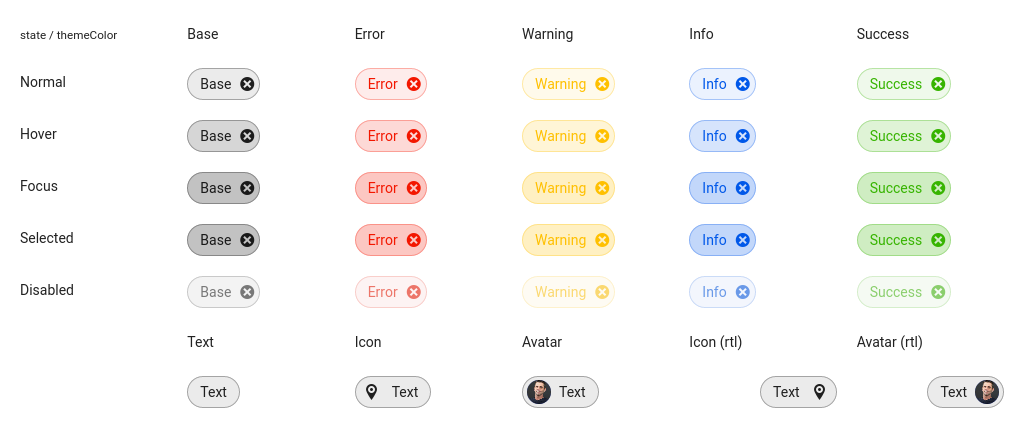 state / themeColor Base Error Warning Info Success
Normal Base Error Warning Info Success
Hover Base Error Warning Info Success
Focus Base Error Warning Info Success
Selected Base Error Warning Info Success
Disabled Base Error Warning Info Success
Text Icon Avatar Icon (rtl) Avatar (rtl)
Text Text Text Text Text